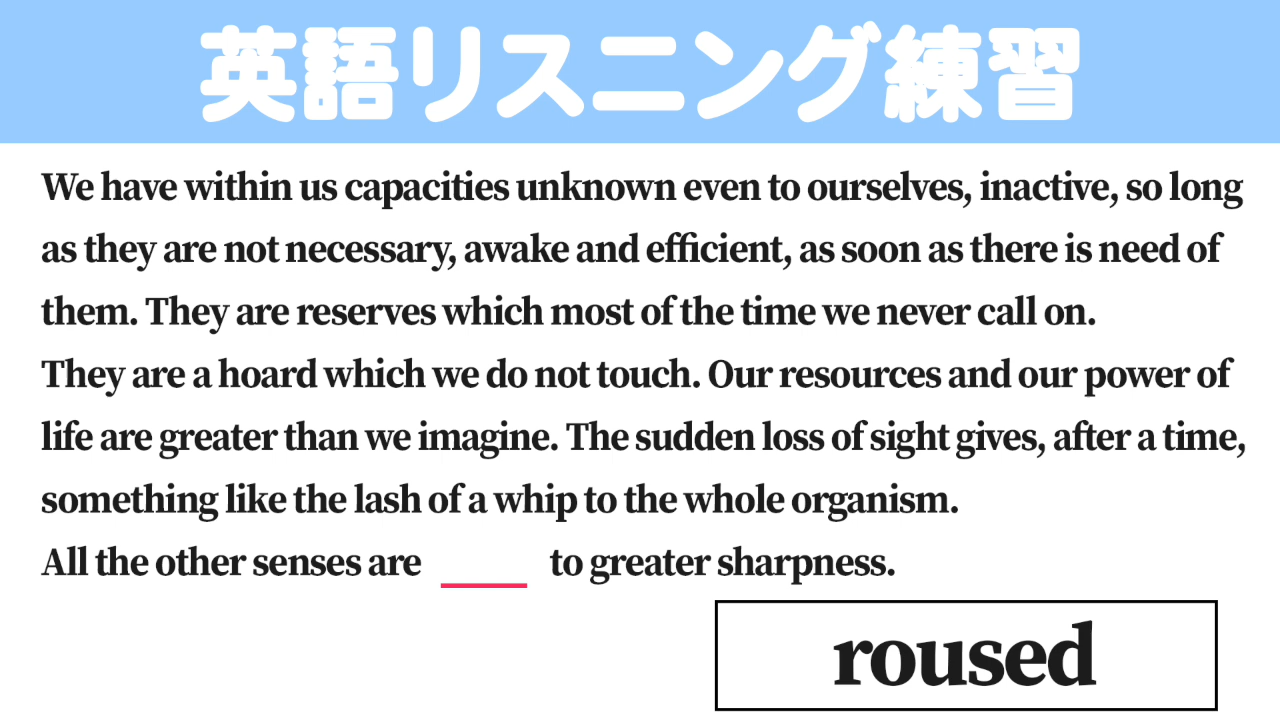 英語リスニング練習
We have within us capacities unknown even to ourselves, inactive, so long
as they are not necessary, awake and efficient, as soon as there is need of
them. They are reserves which most of the time we never call on.
They are a hoard which we do not touch. Our resources and our power of
life are greater than we imagine. The sudden loss of sight gives, after a time,
something like the lash of a whip to the whole organism.
All the other senses are ____ to greater sharpness.
roused